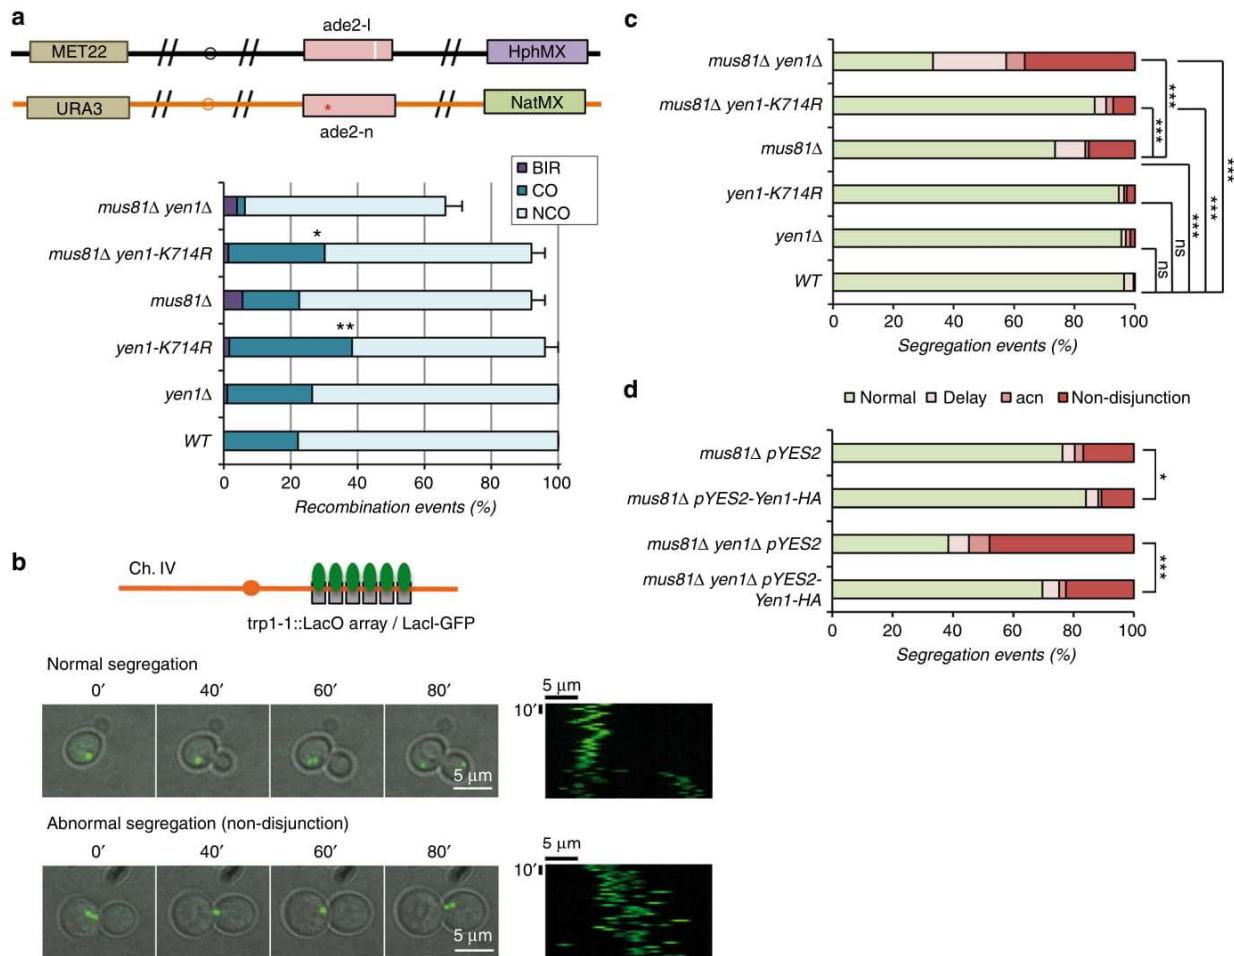 a
ade2-l
MET22
HphMX
URA3
*
NatMX
ade2-n
BIR
CO
NCO
mus81Δ yen1Δ
*
mus81Δ yen1-K714R
mus81Δ
**
yen1-K714R
yen1Δ
WT
0 20 40 60 80 100
Recombination events (%)
b
Ch. IV
trp1-1::LacO array / LacI-GFP
Normal segregation
0′ 40′ 60′ 80′
5 μm
10′
5 μm
Abnormal segregation (non-disjunction)
0′ 40′ 60′ 80′
5 μm
10′
5 μm
c
mus81Δ yen1Δ
mus81Δ yen1-K714R
mus81Δ
yen1-K714R
yen1Δ
WT
***
***
***
***
***
ns
ns
0 20 40 60 80 100
Segregation events (%)
d
Normal Delay acn Non-disjunction
mus81Δ pYES2
*
mus81Δ pYES2-Yen1-HA
mus81Δ yen1Δ pYES2
***
mus81Δ yen1Δ pYES2-
Yen1-HA
0 20 40 60 80 100
Segregation events (%)